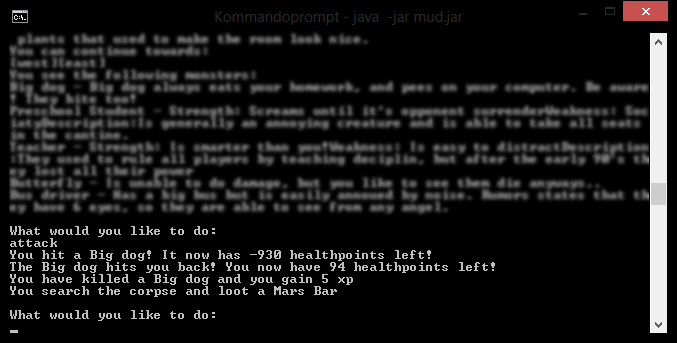 Kommandoprompt - java -jar mud.jar
plants that used to make the room look nice.
You can continue towards:
[west][east]
You see the following monsters:
Big dog - Big dog always eats your homework, and pees on your computer. Be aware
! They bite too!
Preschool Student - Strength: Screams until it's opponent surrenderWeakness: Soc
iatyDescription:Is generally an annoying creature and is able to take all seats
in the cantine.
Teacher - Strength: Is smarter than you!Weakness: Is easy to distractDescription
:They used to rule all players by teaching deciplin, but after the early 90's th
ey lost all their power
Butterfly - Is unable to do damage, but you like to see them die anyways..
Bus driver - Has a big bus but is easily annoyed by noise. Rumors states that th
ey have 6 eyes, so they are able to see from any angel.
What would you like to do:
attack
You hit a Big dog! It now has -930 healthpoints left!
The Big dog hits you back! You now have 94 healthpoints left!
You have killed a Big dog and you gain 5 xp
You search the corpse and loot a Mars Bar
What would you like to do: